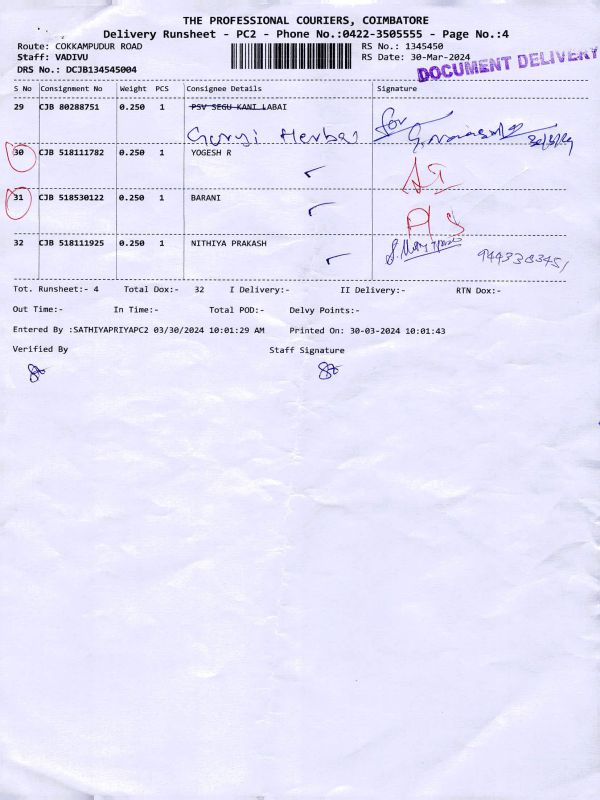 THE PROFESSIONAL COURIERS, COIMBATORE
Delivery Runsheet - PC2 - Phone No.:0422-3505555 - Page No.:4
Route: COKKAMPUDUR ROAD RS No.: 1345450
Staff: VADIVU RS Date: 30-Mar-2024
DRS No.: DCJB134545004 DOCUMENT DELIVERY
S No Consignment No Weight PCS Consignee Details Signature
29 CJB 80288751 0.250 1 PSV SEGU KANI LABAI
for
30 CJB 518111782 0.250 1 YOGESH R
31 CJB 518530122 0.250 1 BARANI
32 CJB 518111925 0.250 1 NITHIYA PRAKASH
9443383451
Tot. Runsheet:- 4 Total Dox:- 32 I Delivery:- II Delivery:- RTN Dox:-
Out Time:- In Time:- Total POD:- Delvy Points:-
Entered By :SATHIYAPRIYAPC2 03/30/2024 10:01:29 AM Printed On: 30-03-2024 10:01:43
Verified By Staff Signature